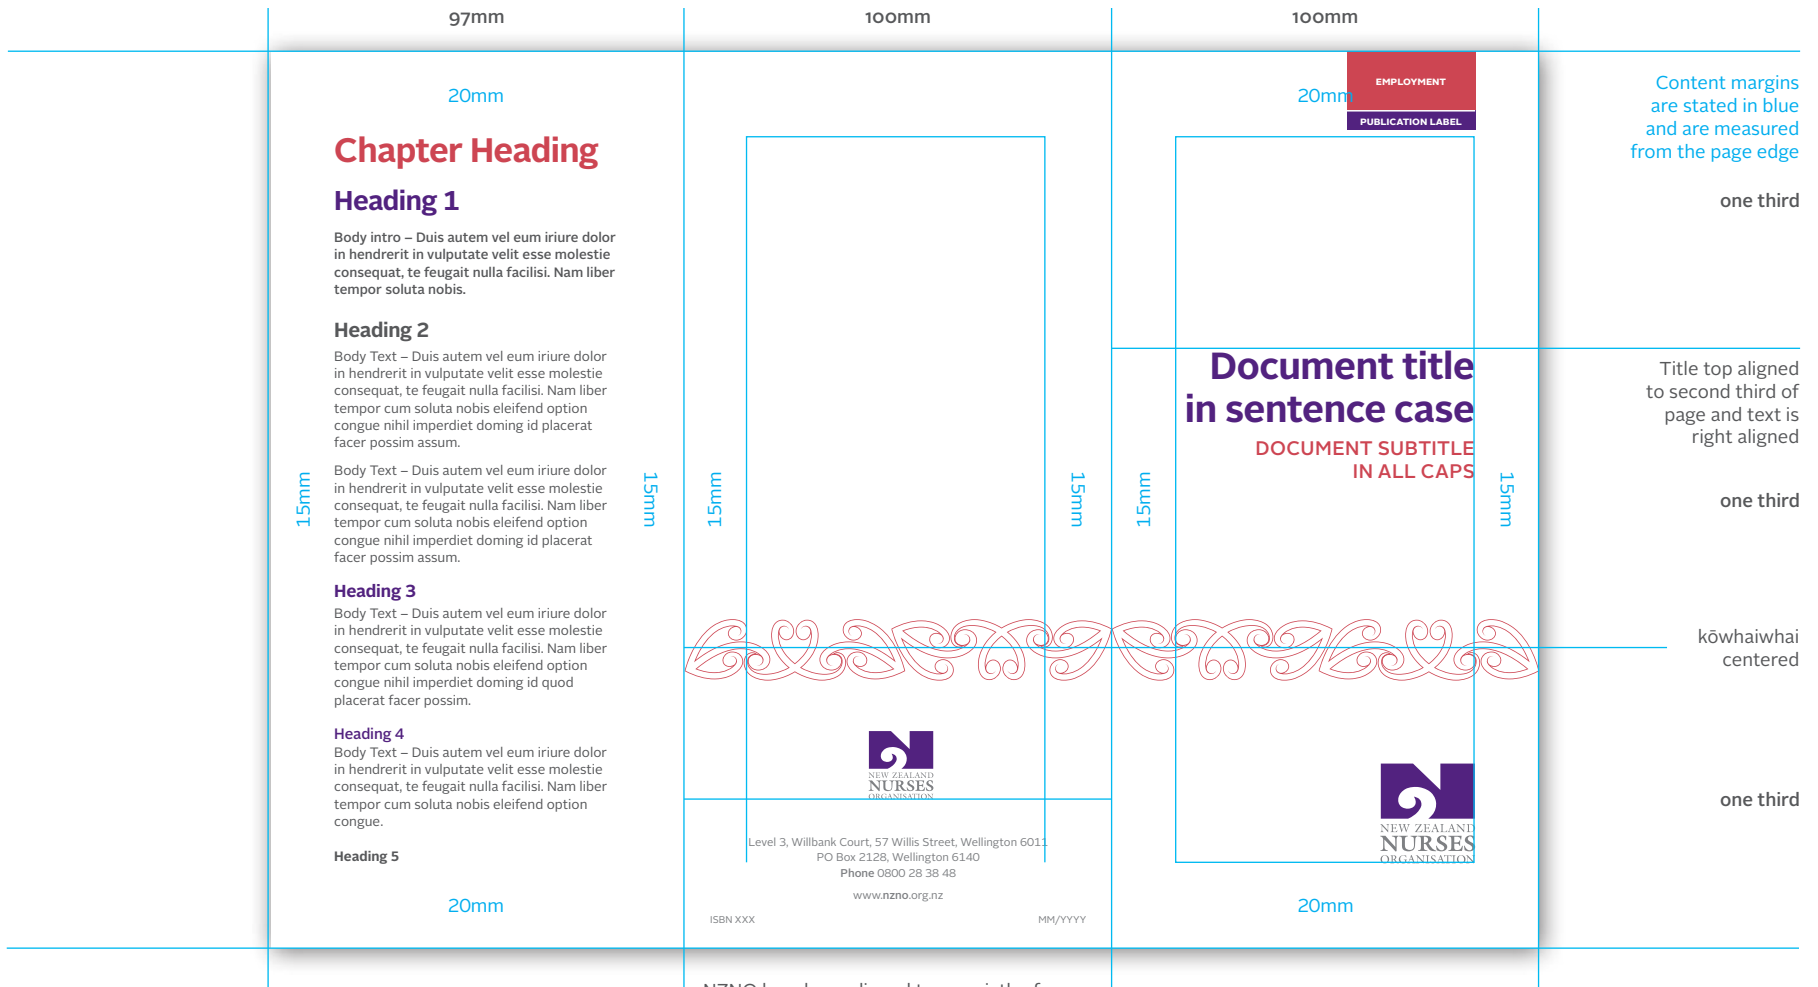 97mm
100mm
100mm
20mm
Chapter Heading
Heading 1
Body intro – Duis autem vel eum iriure dolor
in hendrerit in vulputate velit esse molestie
consequat, te feugait nulla facilisi. Nam liber
tempor soluta nobis.
Heading 2
Body Text – Duis autem vel eum iriure dolor
in hendrerit in vulputate velit esse molestie
consequat, te feugait nulla facilisi. Nam liber
tempor cum soluta nobis eleifend option
congue nihil imperdiet doming id placerat
facer possim assum.
Body Text – Duis autem vel eum iriure dolor
in hendrerit in vulputate velit esse molestie
consequat, te feugait nulla facilisi. Nam liber
tempor cum soluta nobis eleifend option
congue nihil imperdiet doming id placerat
facer possim assum.
Heading 3
Body Text – Duis autem vel eum iriure dolor
in hendrerit in vulputate velit esse molestie
consequat, te feugait nulla facilisi. Nam liber
tempor cum soluta nobis eleifend option
congue nihil imperdiet doming id quod
placerat facer possim.
Heading 4
Body Text – Duis autem vel eum iriure dolor
in hendrerit in vulputate velit esse molestie
consequat, te feugait nulla facilisi. Nam liber
tempor cum soluta nobis eleifend option
congue.
Heading 5
15mm
15mm
20mm
15mm
15mm
NEW ZEALAND
NURSES
ORGANISATION
Level 3, Willbank Court, 57 Willis Street, Wellington 6011
PO Box 2128, Wellington 6140
Phone 0800 28 38 48
www.nzno.org.nz
ISBN XXX
MM/YYYY
20mm
EMPLOYMENT
PUBLICATION LABEL
Document title
in sentence case
DOCUMENT SUBTITLE
IN ALL CAPS
15mm
15mm
NEW ZEALAND
NURSES
ORGANISATION
20mm
Content margins
are stated in blue
and are measured
from the page edge
one third
Title top aligned
to second third of
page and text is
right aligned
one third
kōwhaiwhai
centered
one third